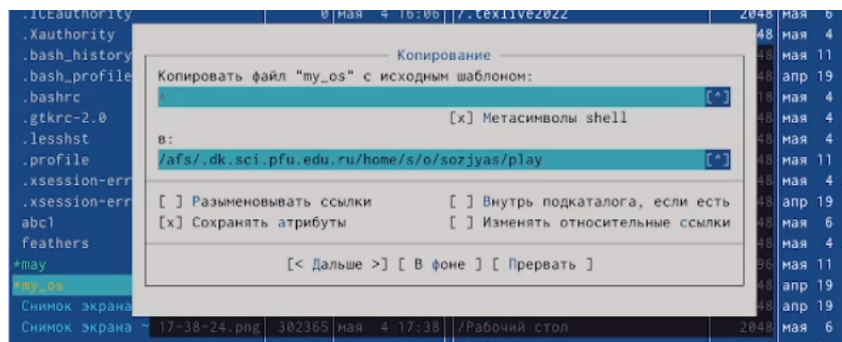 .ICEauthority 0 мая 4 16:06 /.texlive2022 2048 мая 6
.Xauthority 48 мая 4
.bash_history Копирование 48 мая 11
.bash_profile Копировать файл "my_os" с исходным шаблоном: 48 апр 19
.bashrc * [^] 18 мая 4
.gtkrc-2.0 [x] Метасимволы shell 48 мая 4
.lesshst в: 48 мая 4
.profile /afs/.dk.sci.pfu.edu.ru/home/s/o/sozjyas/play [^] 48 мая 11
.xsession-err 48 мая 4
.xsession-err [ ] Разыменовывать ссылки [ ] Внутрь подкаталога, если есть 48 апр 19
abc1 [x] Сохранять атрибуты [ ] Изменять относительные ссылки 48 мая 6
feathers 48 мая 4
*may [< Дальше >] [ В фоне ] [ Прервать ] 96 мая 11
*my_os 48 апр 19
Снимок экрана 48 апр 19
Снимок экрана ~ 17-38-24.png 302365 мая 4 17:38 /Рабочий стол 2048 мая 6